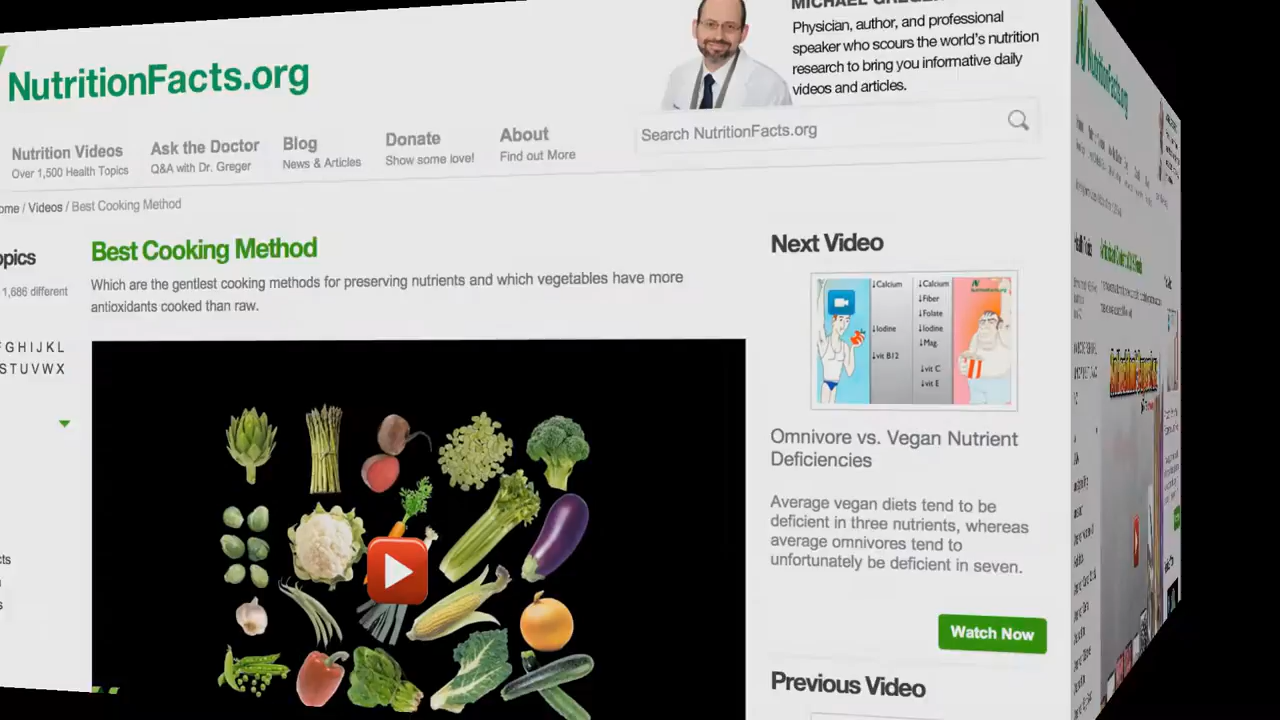 MICHAEL GREGER
Physician, author, and professional
speaker who scours the world's nutrition
research to bring you informative daily
videos and articles.
NutritionFacts.org
Search NutritionFacts.org
Nutrition Videos
Over 1,500 Health Topics
Ask the Doctor
Q&A with Dr. Greger
Blog
News & Articles
Donate
Show some love!
About
Find out More
ome / Videos / Best Cooking Method
opics
1,686 different
F G H I J K L
S T U V W X
Best Cooking Method
Which are the gentlest cooking methods for preserving nutrients and which vegetables have more
antioxidants cooked than raw.
Next Video
↓Calcium
↓Iodine
↓vit B12
↓Calcium
↓Fiber
↓Folate
↓Iodine
↓Mag.
↓vit C
↓vit E
NutritionFacts.org
Omnivore vs. Vegan Nutrient
Deficiencies
Average vegan diets tend to be
deficient in three nutrients, whereas
average omnivores tend to
unfortunately be deficient in seven.
Watch Now
Previous Video
NutritionFacts.org